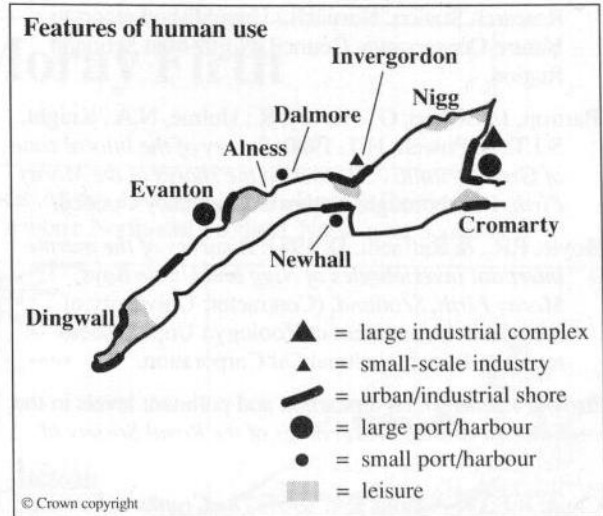 Features of human use
Invergordon
Nigg
Dalmore
Alness
Evanton
Cromarty
Newhall
Dingwall
= large industrial complex
= small-scale industry
= urban/industrial shore
= large port/harbour
= small port/harbour
= leisure
© Crown copyright